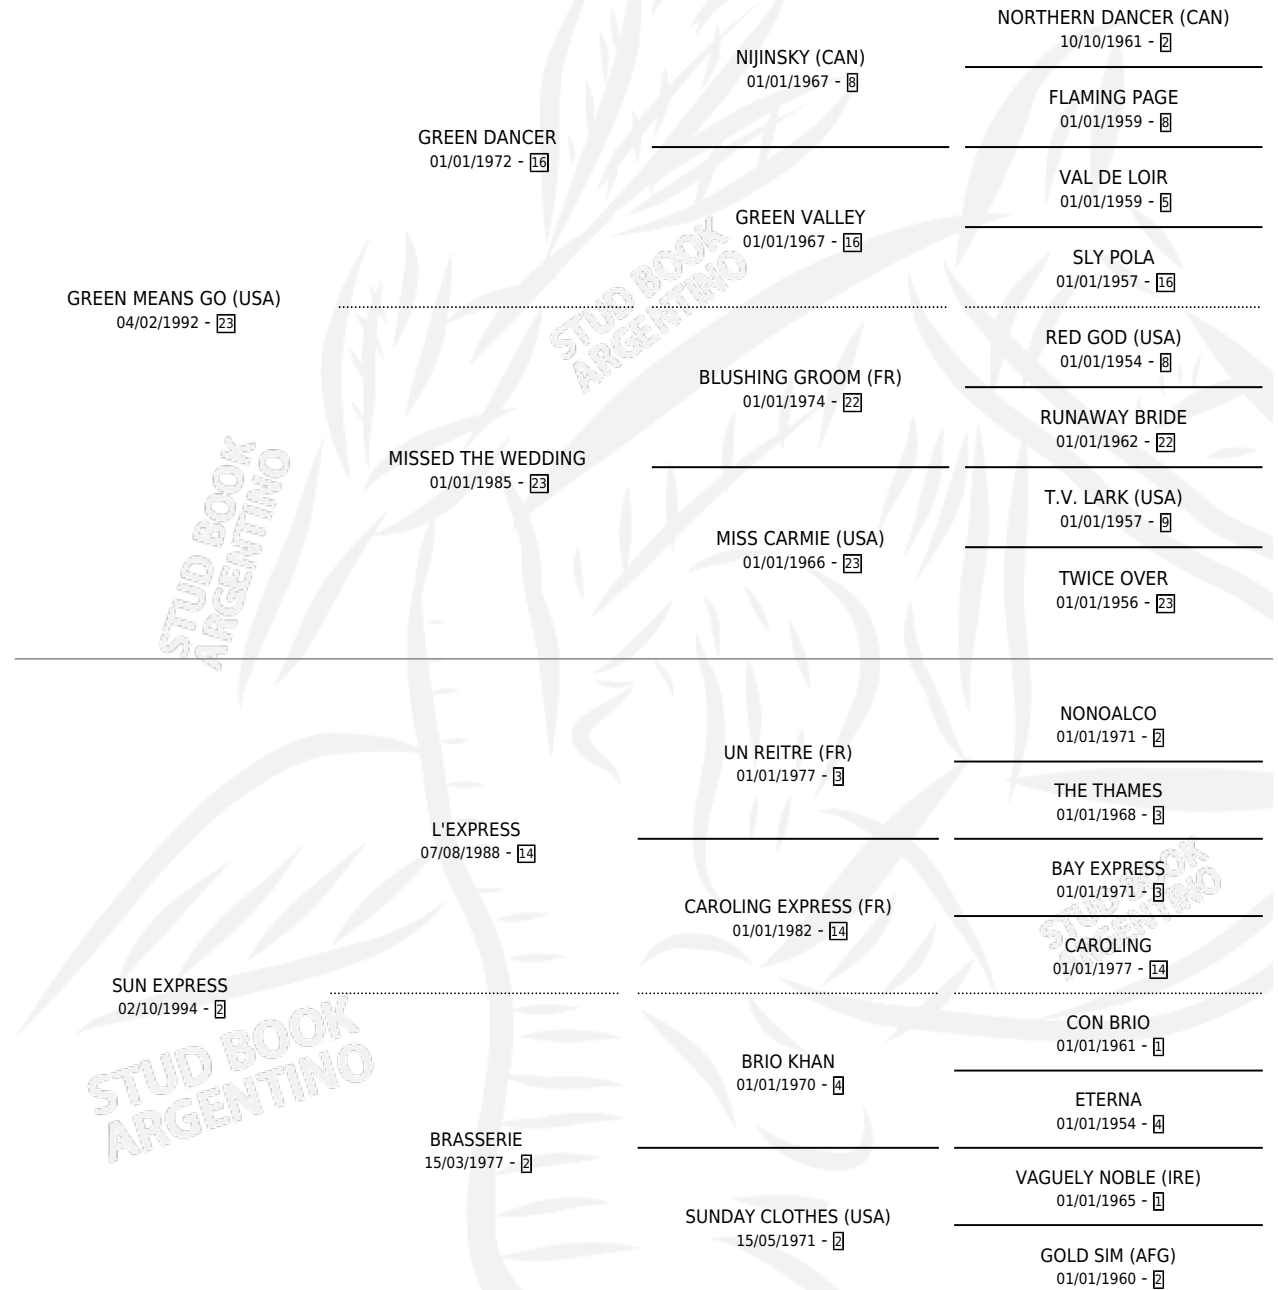 NORTHERN DANCER (CAN)
10/10/1961 - 2
NIJINSKY (CAN)
01/01/1967 - 8
FLAMING PAGE
01/01/1959 - 8
GREEN DANCER
01/01/1972 - 16
VAL DE LOIR
01/01/1959 - 5
GREEN VALLEY
01/01/1967 - 16
SLY POLA
01/01/1957 - 16
GREEN MEANS GO (USA)
04/02/1992 - 23
RED GOD (USA)
01/01/1954 - 8
BLUSHING GROOM (FR)
01/01/1974 - 22
RUNAWAY BRIDE
01/01/1962 - 22
MISSED THE WEDDING
01/01/1985 - 23
T.V. LARK (USA)
01/01/1957 - 9
MISS CARMIE (USA)
01/01/1966 - 23
TWICE OVER
01/01/1956 - 23
NONOALCO
01/01/1971 - 2
UN REITRE (FR)
01/01/1977 - 3
THE THAMES
01/01/1968 - 3
L'EXPRESS
07/08/1988 - 14
BAY EXPRESS
01/01/1971 - 3
CAROLING EXPRESS (FR)
01/01/1982 - 14
CAROLING
01/01/1977 - 14
SUN EXPRESS
02/10/1994 - 2
CON BRIO
01/01/1961 - 1
BRIO KHAN
01/01/1970 - 4
ETERNA
01/01/1954 - 4
BRASSERIE
15/03/1977 - 2
VAGUELY NOBLE (IRE)
01/01/1965 - 1
SUNDAY CLOTHES (USA)
15/05/1971 - 2
GOLD SIM (AFG)
01/01/1960 - 2
STUD BOOK
ARGENTINO
STUD BOOK
ARGENTINO
STUD BOOK
ARGENTINO
STUD BOOK
ARGENTINO